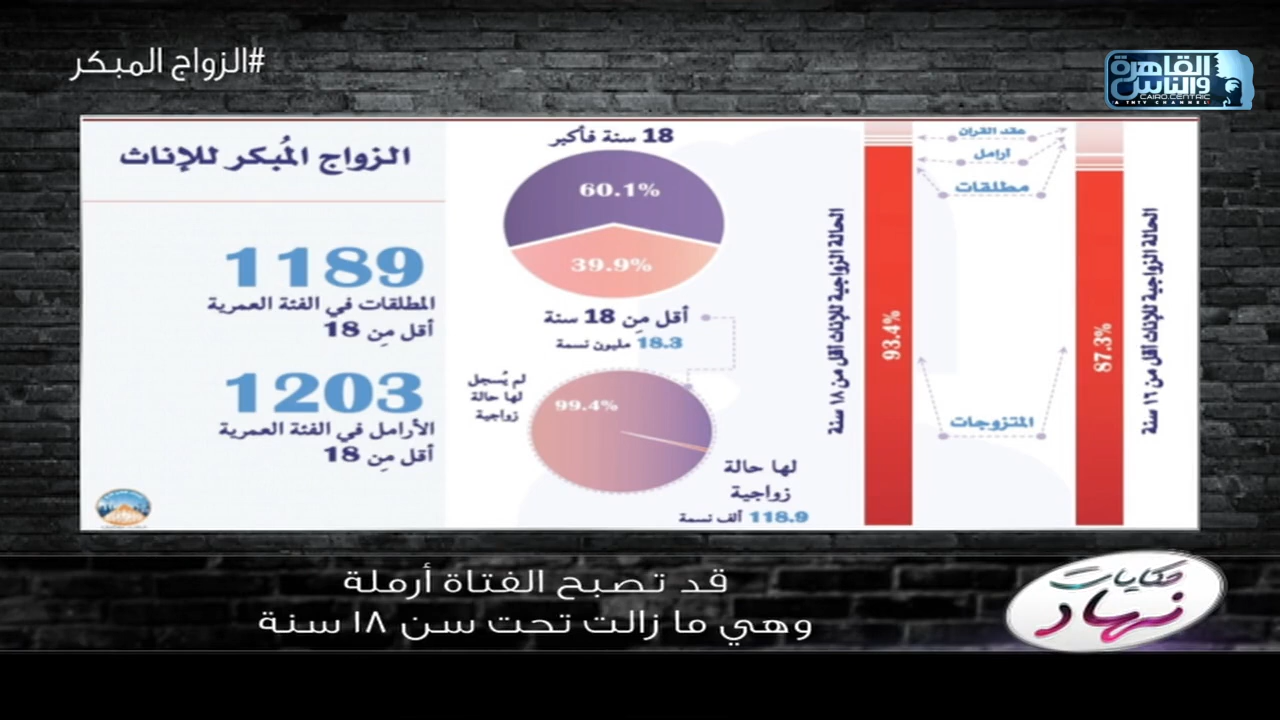 #الزواج المبكر
القاهرة
والناس
CAIRO.CENTRIC
A TNTV CHANNEL
الزواج المُبكر للإناث
1189
المطلقات في الفئة العمرية
أقل مِن 18
1203
الأرامل في الفئة العمرية
أقل مِن 18
18 سنة فأكبر
60.1%
39.9%
أقل مِن 18 سنة
18.3 مليون نسمة
لم يُسجل
لها حالة
زواجية
99.4%
لها حالة
زواجية
118.9 ألف نسمة
الحالة الزواجية للإناث أقل من ١٨ سنة
93.4%
عقد القران
أرامل
مطلقات
المتزوجات
87.3%
الحالة الزواجية للإناث أقل من ١٦ سنة
حكايات
نهاد
قد تصبح الفتاة أرملة
وهي ما زالت تحت سن ١٨ سنة